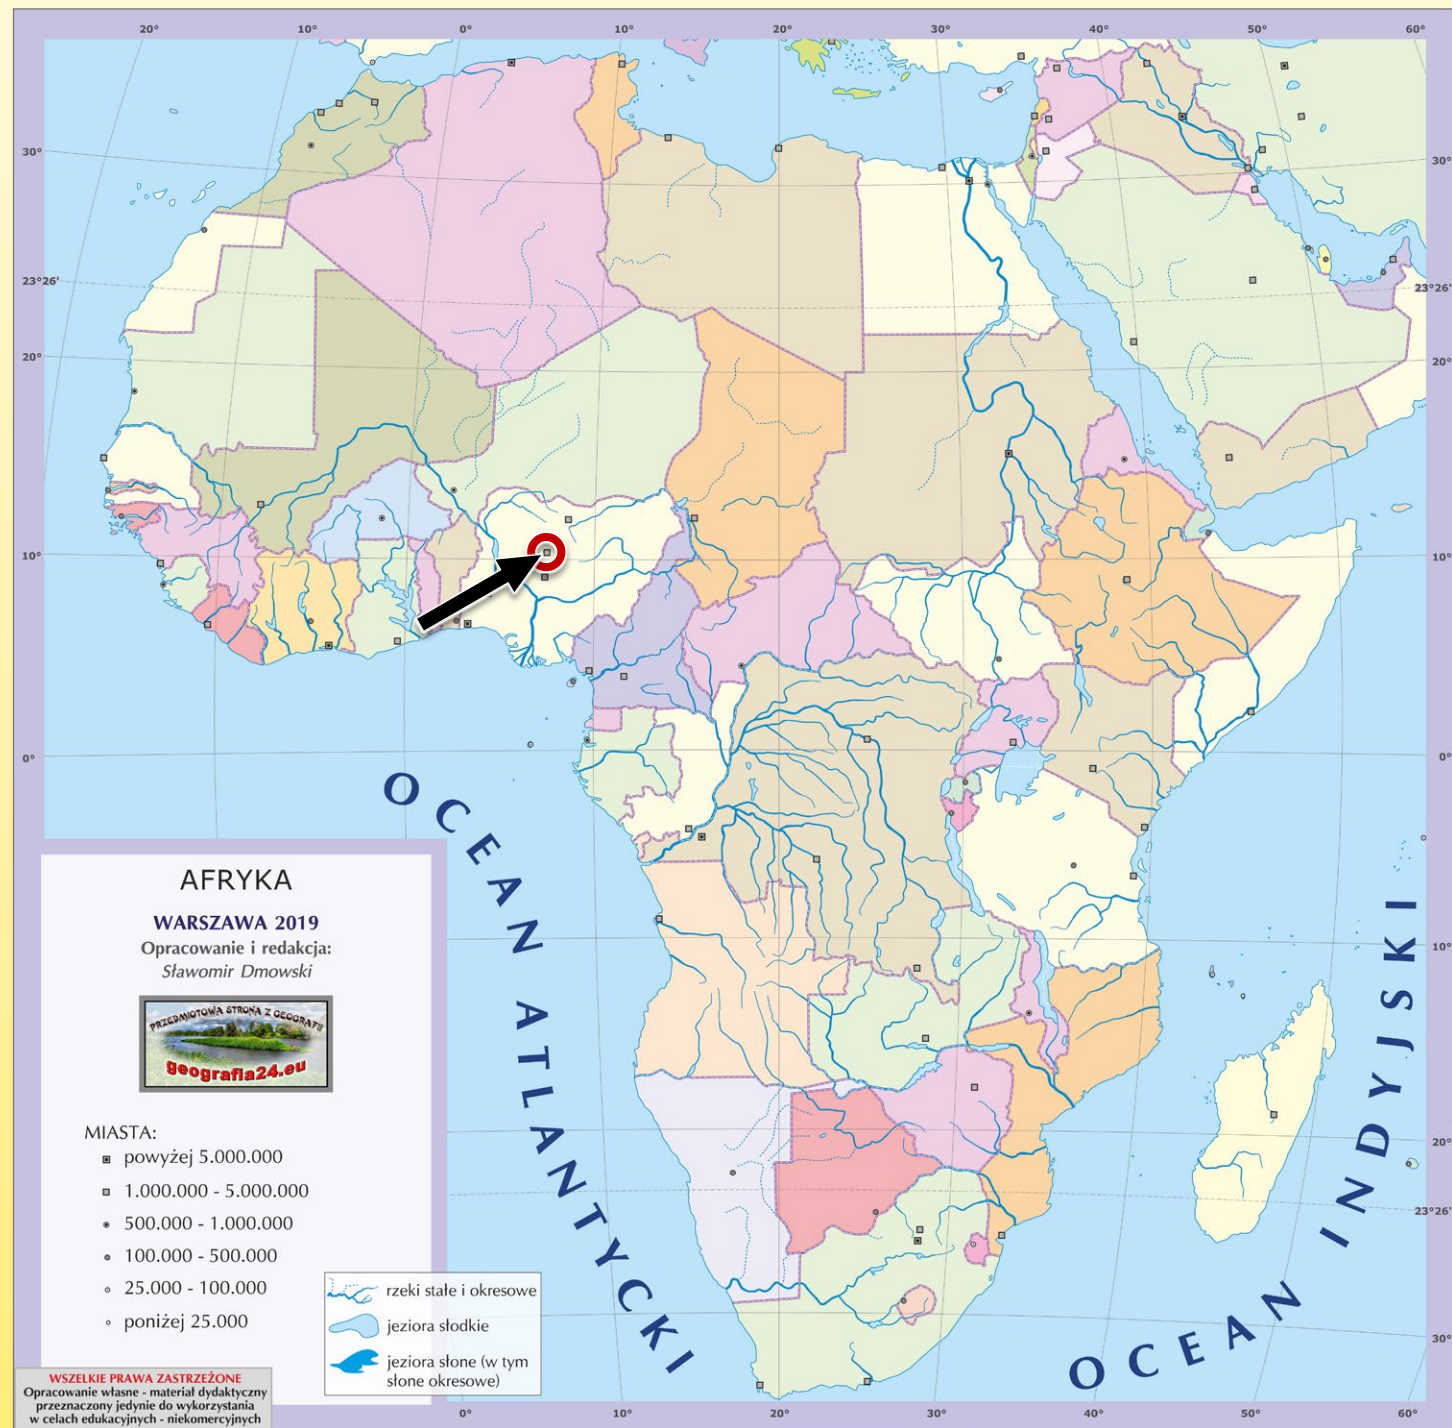 20° 10° 0° 10° 20° 30° 40° 50° 60°
30° 30°
23°26' 23°26'
20° 20°
10° 10°
0° 0°
OCEAN ATLANTYCKI
OCEAN INDYJSKI
10°
20°
23°26'
30°
AFRYKA
WARSZAWA 2019
Opracowanie i redakcja:
Sławomir Dmowski
PRZEDMIOTOWA STRONA Z GEOGRAFII
geografia24.eu
MIASTA:
powyżej 5.000.000
1.000.000 - 5.000.000
500.000 - 1.000.000
100.000 - 500.000
25.000 - 100.000
poniżej 25.000
rzeki stałe i okresowe
jeziora słodkie
jeziora słone (w tym
słone okresowe)
WSZELKIE PRAWA ZASTRZEŻONE
Opracowanie własne - materiał dydaktyczny
przeznaczony jedynie do wykorzystania
w celach edukacyjnych - niekomercyjnych
0° 10° 20° 30° 40° 50° 60°